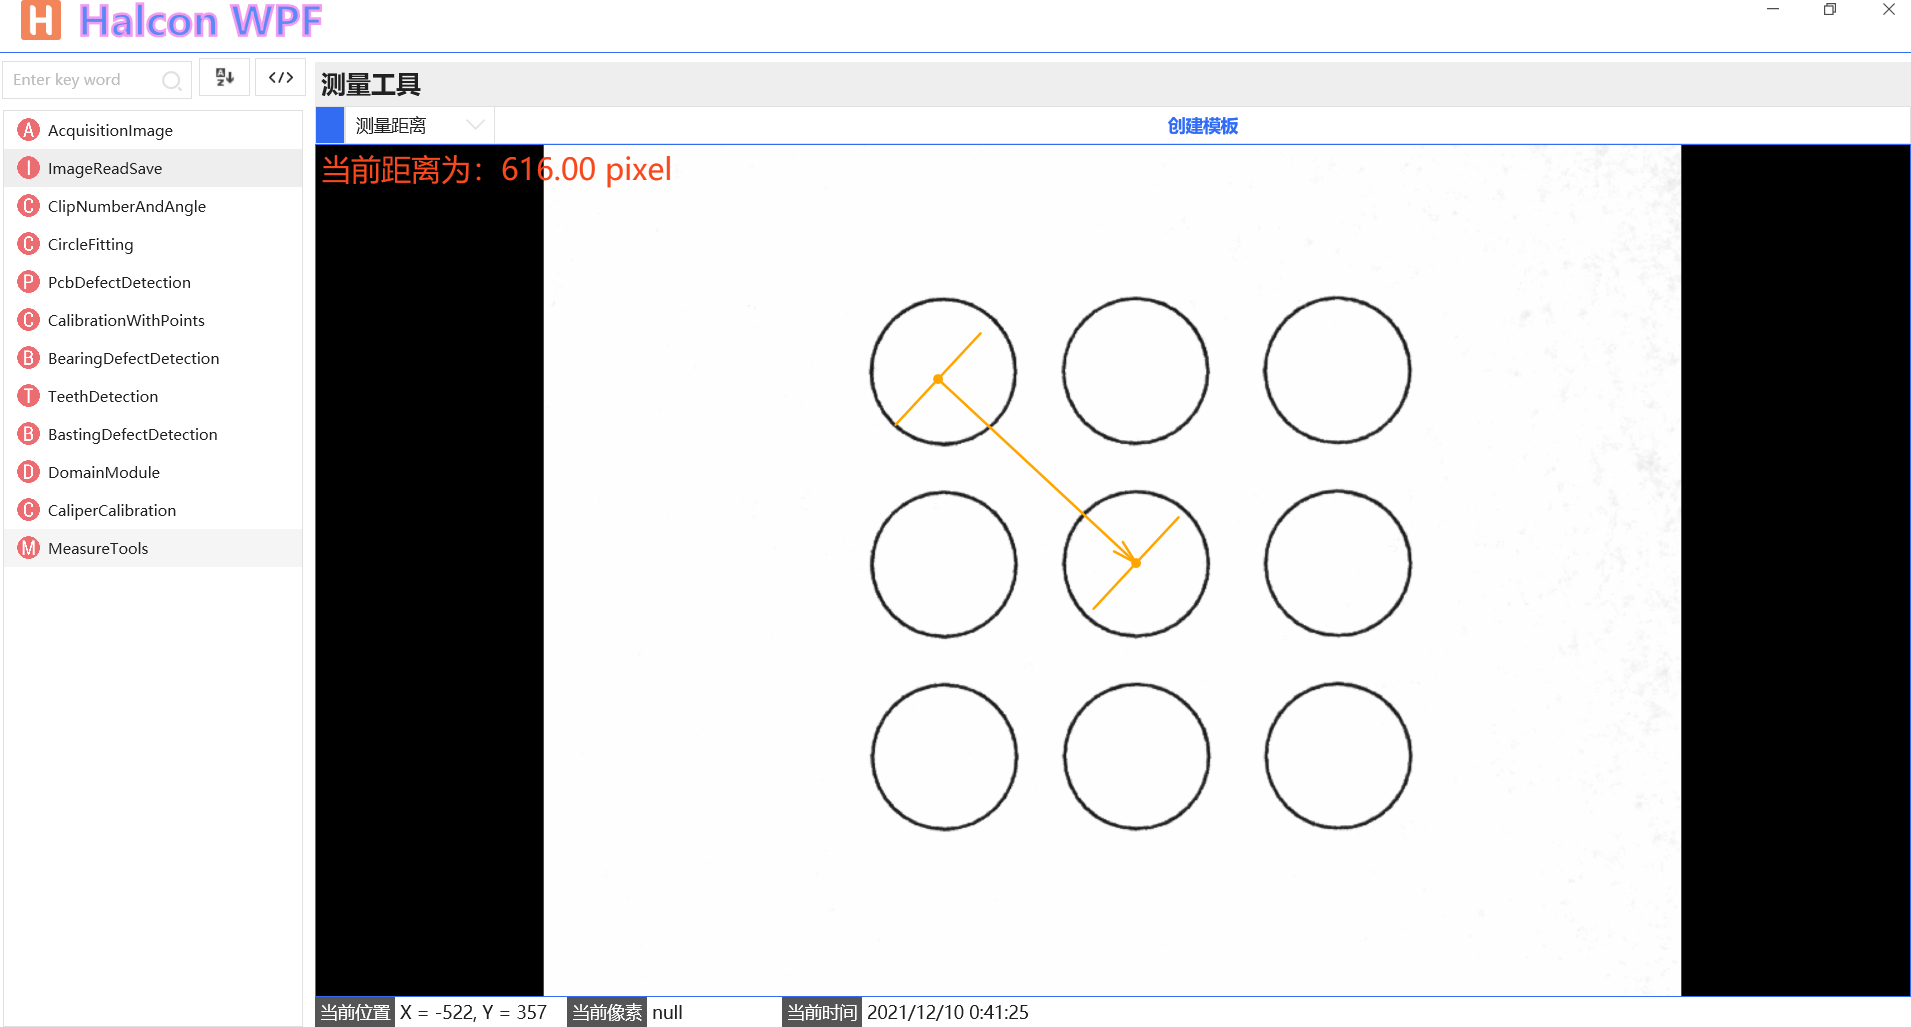 H Halcon WPF
Enter key word
A Z
</>
A AcquisitionImage
I ImageReadSave
C ClipNumberAndAngle
C CircleFitting
P PcbDefectDetection
C CalibrationWithPoints
B BearingDefectDetection
T TeethDetection
B BastingDefectDetection
D DomainModule
C CaliperCalibration
M MeasureTools
测量工具
测量距离
创建模板
当前距离为：616.00 pixel
当前位置 X = -522, Y = 357 当前像素 null 当前时间 2021/12/10 0:41:25